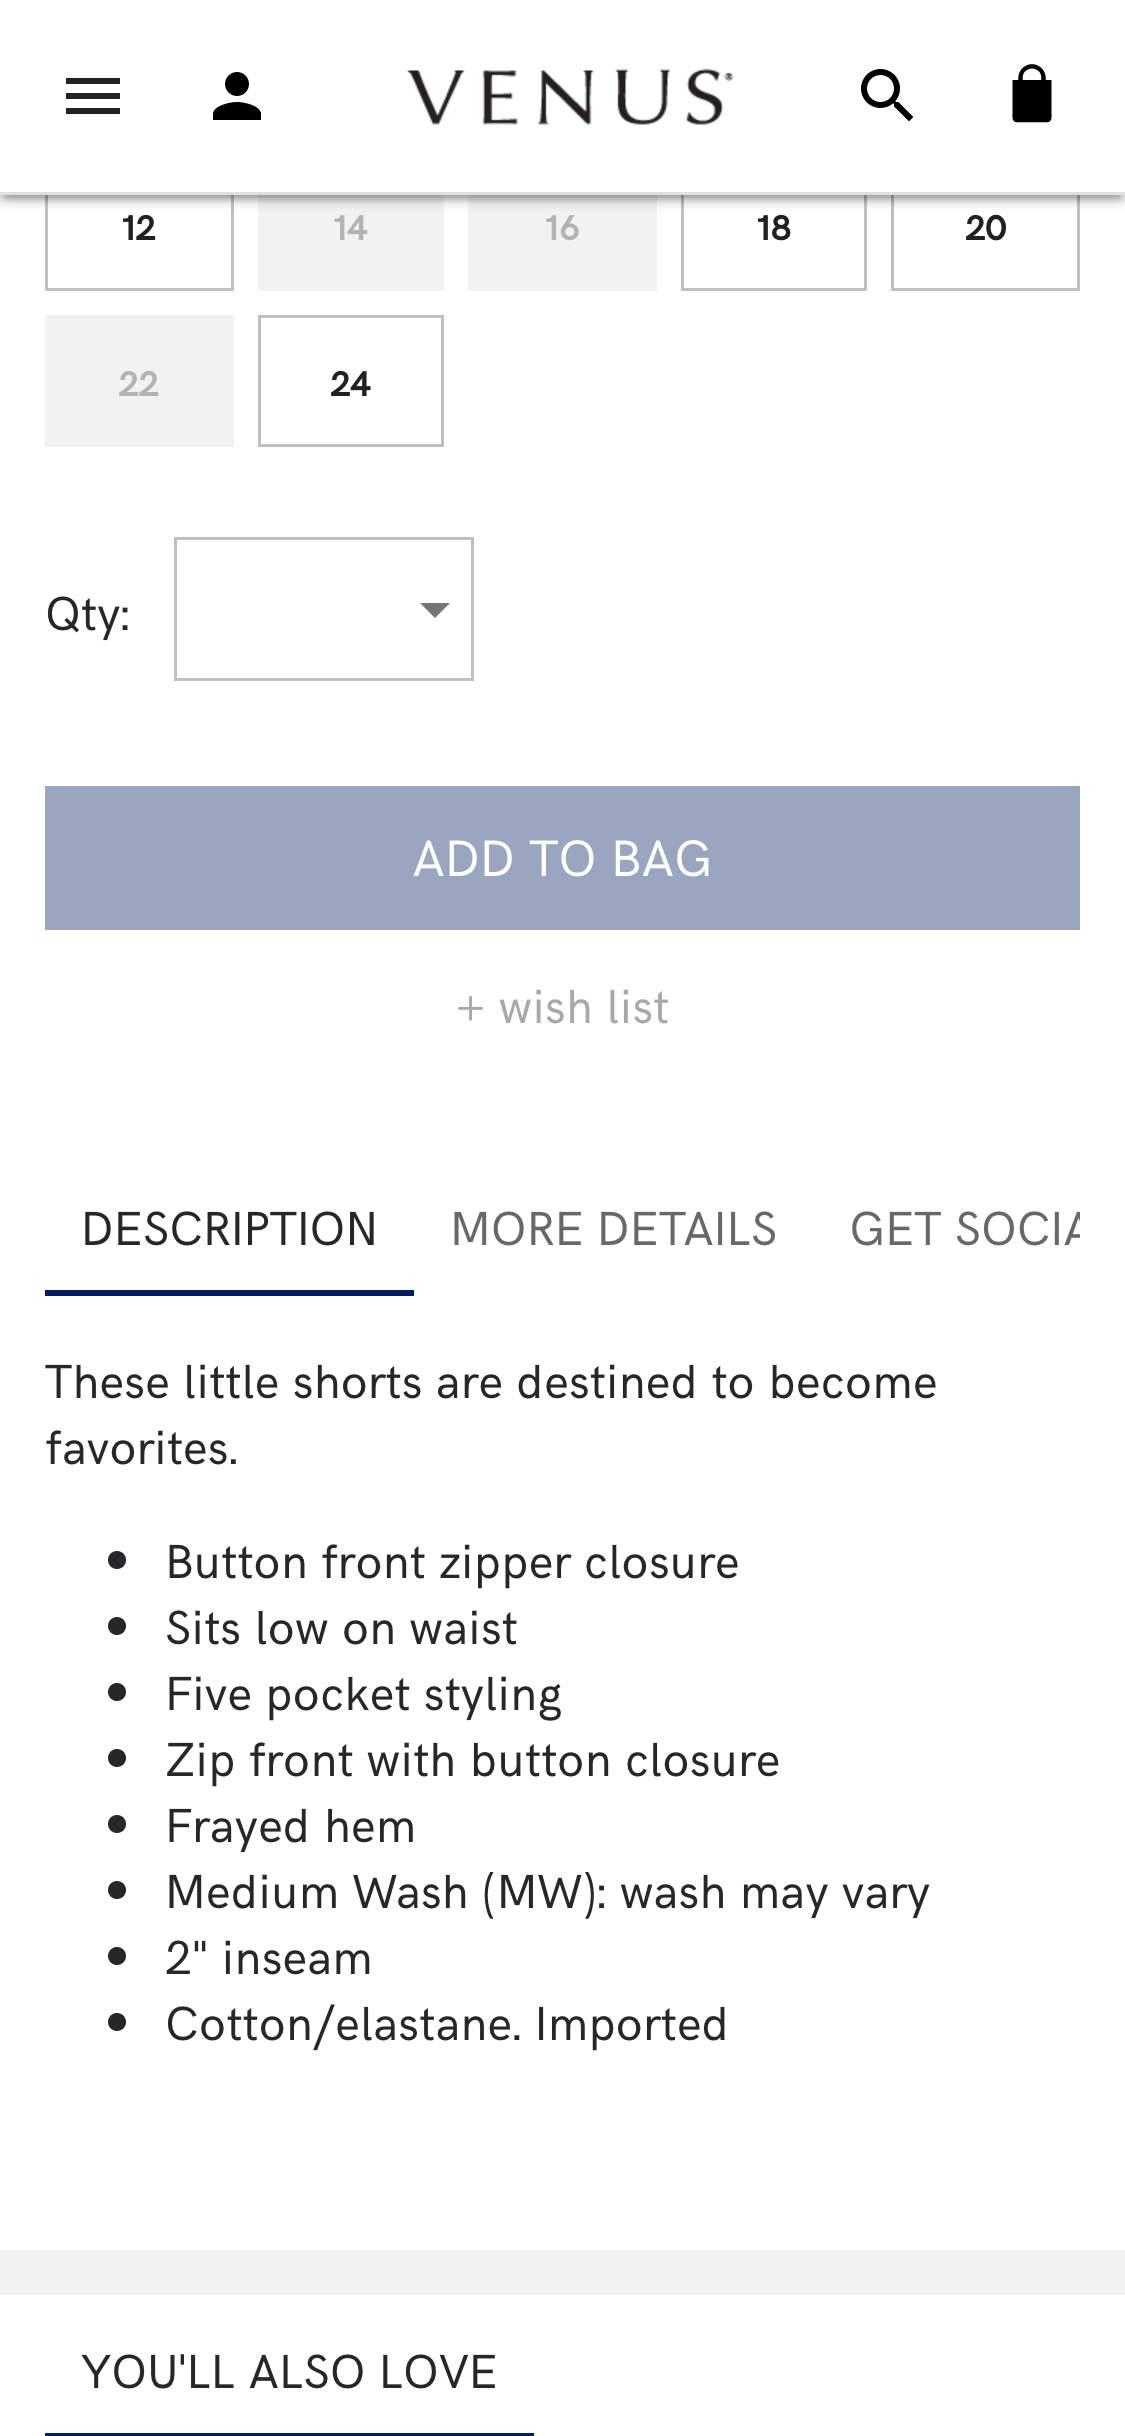 VENUS
12 14 16 18 20
22 24
Qty:
ADD TO BAG
+ wish list
DESCRIPTION MORE DETAILS GET SOCIA
These little shorts are destined to become
favorites.
• Button front zipper closure
• Sits low on waist
• Five pocket styling
• Zip front with button closure
• Frayed hem
• Medium Wash (MW): wash may vary
• 2" inseam
• Cotton/elastane. Imported
YOU'LL ALSO LOVE